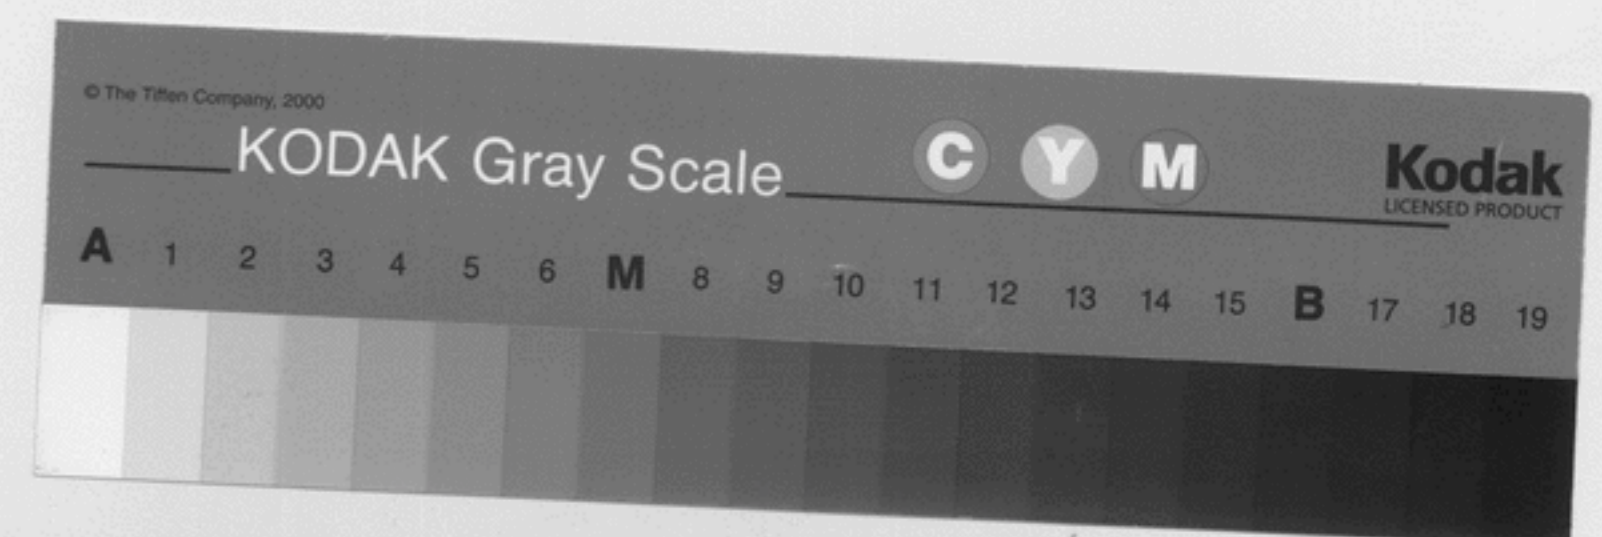 © The Tiffen Company, 2000
KODAK Gray Scale
C Y M
Kodak
LICENSED PRODUCT
A 1 2 3 4 5 6 M 8 9 10 11 12 13 14 15 B 17 18 19